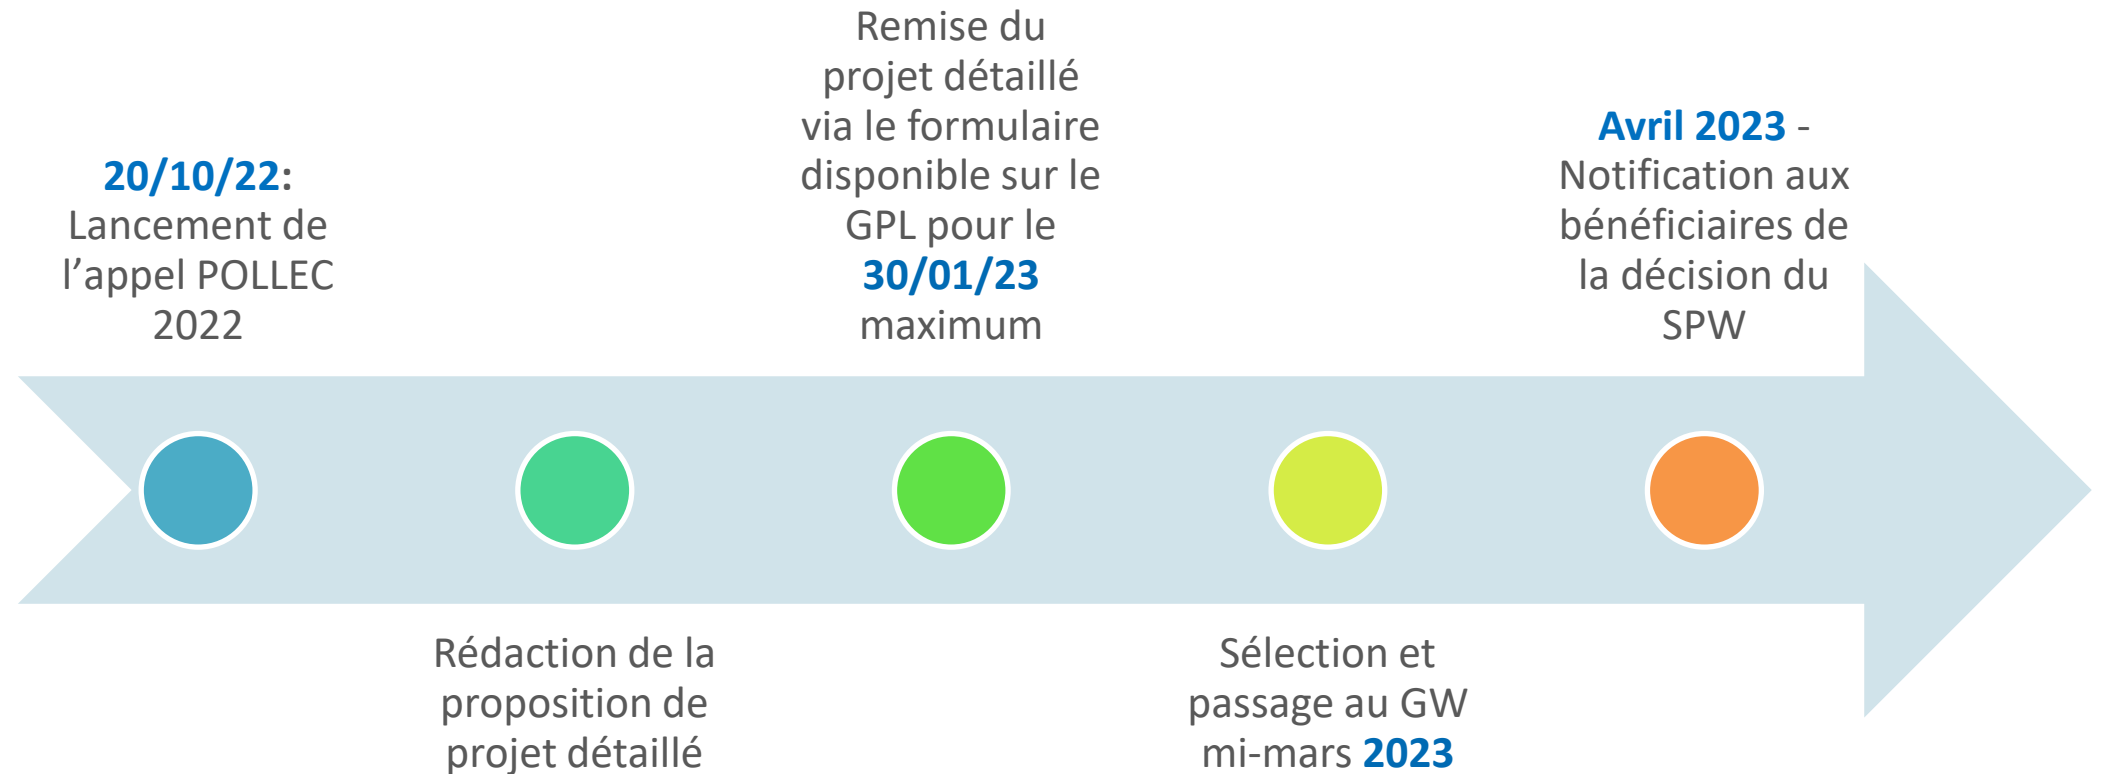 20/10/22:
Lancement de
l’appel POLLEC
2022
Rédaction de la
proposition de
projet détaillé
Remise du
projet détaillé
via le formulaire
disponible sur le
GPL pour le
30/01/23
maximum
Sélection et
passage au GW
mi-mars 2023
Avril 2023 -
Notification aux
bénéficiaires de
la décision du
SPW